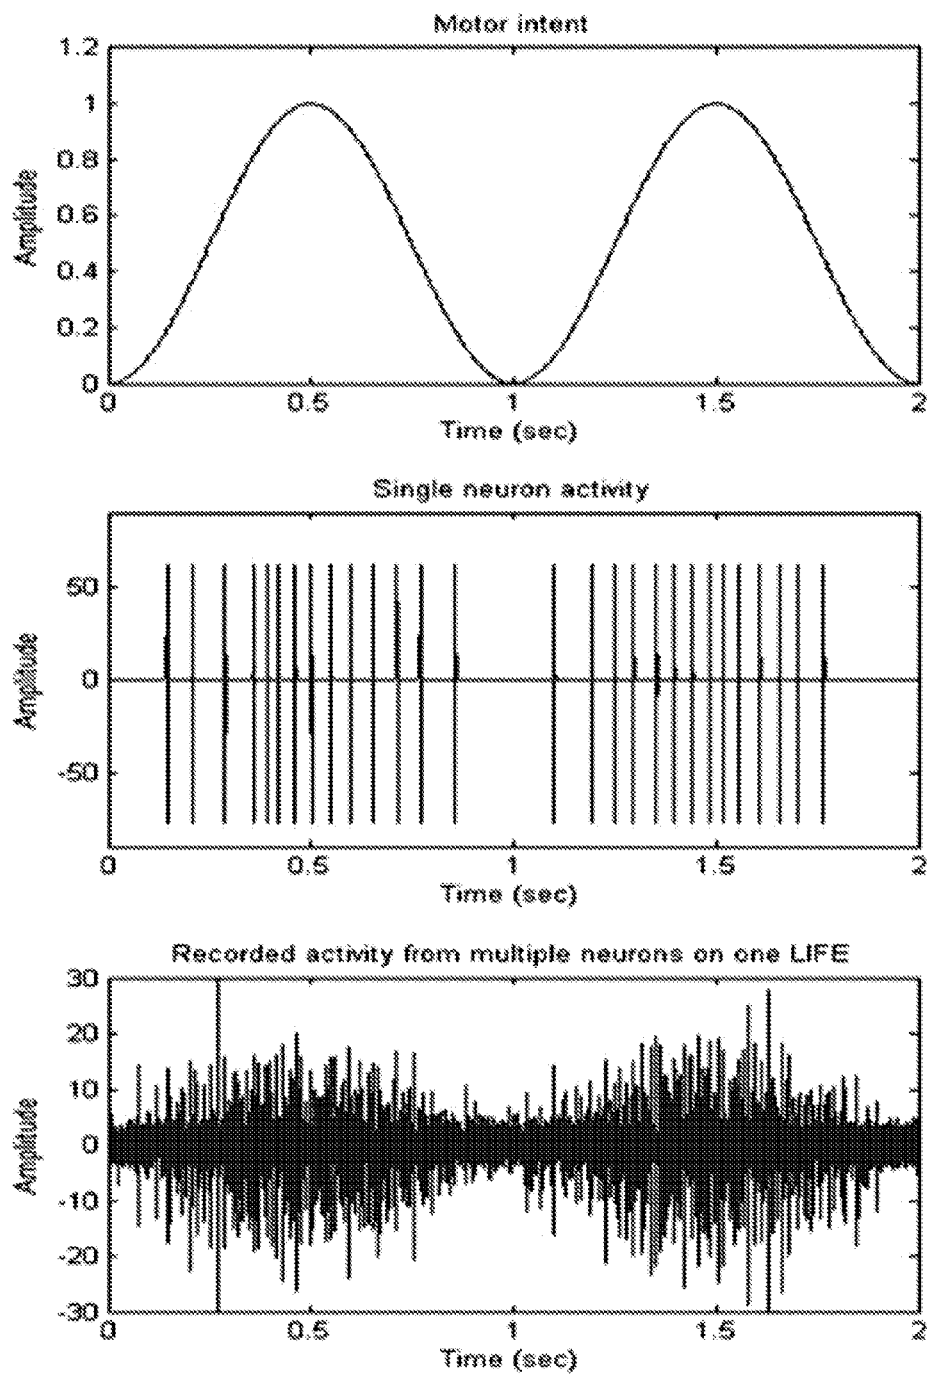 Motor intent
1.2
1
0.8
0.6
0.4
0.2
0
Amplitude
0 0.5 1 1.5 2
Time (sec)
Single neuron activity
50
0
-50
Amplitude
0 0.5 1 1.5 2
Time (sec)
Recorded activity from multiple neurons on one LIFE
30
20
10
0
-10
-20
-30
Amplitude
0 0.5 1 1.5 2
Time (sec)